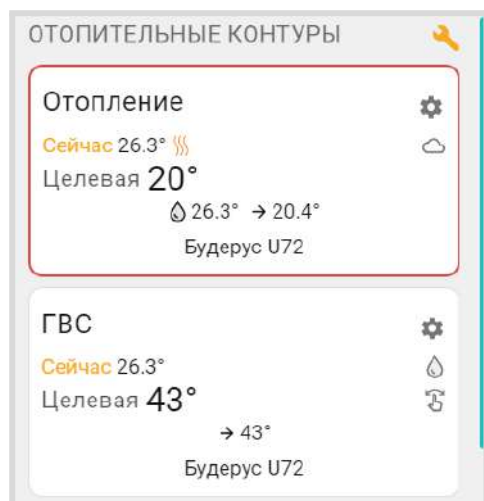 ОТОПИТЕЛЬНЫЕ КОНТУРЫ
Отопление
Сейчас 26.3°
Целевая 20°
26.3° → 20.4°
Будерус U72
ГВС
Сейчас 26.3°
Целевая 43°
→ 43°
Будерус U72